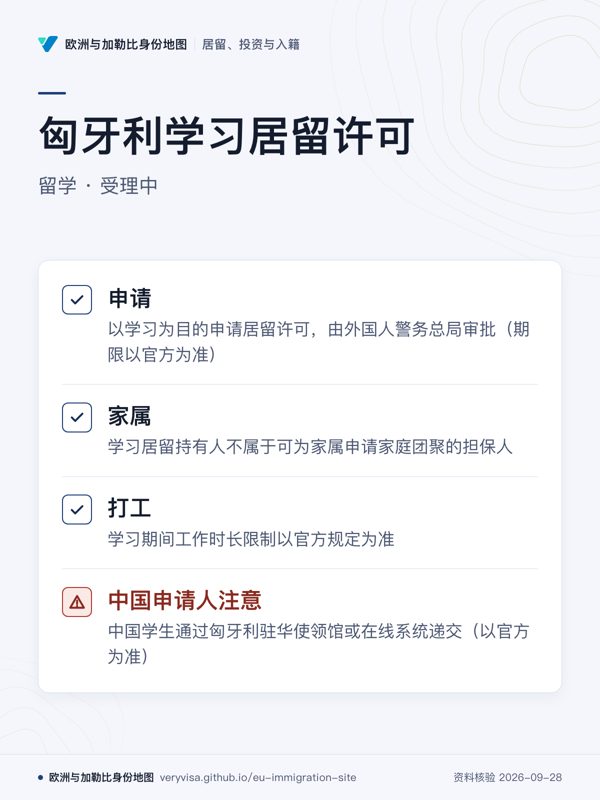 欧洲与加勒比身份地图 居留、投资与入籍
匈牙利学习居留许可
留学 · 受理中
申请
以学习为目的申请居留许可，由外国人警务总局审批（期
限以官方为准）
家属
学习居留持有人不属于可为家属申请家庭团聚的担保人
打工
学习期间工作时长限制以官方规定为准
中国申请人注意
中国学生通过匈牙利驻华使领馆或在线系统递交（以官方
为准）
欧洲与加勒比身份地图 veryvisa.github.io/eu-immigration-site 资料核验 2026-09-28